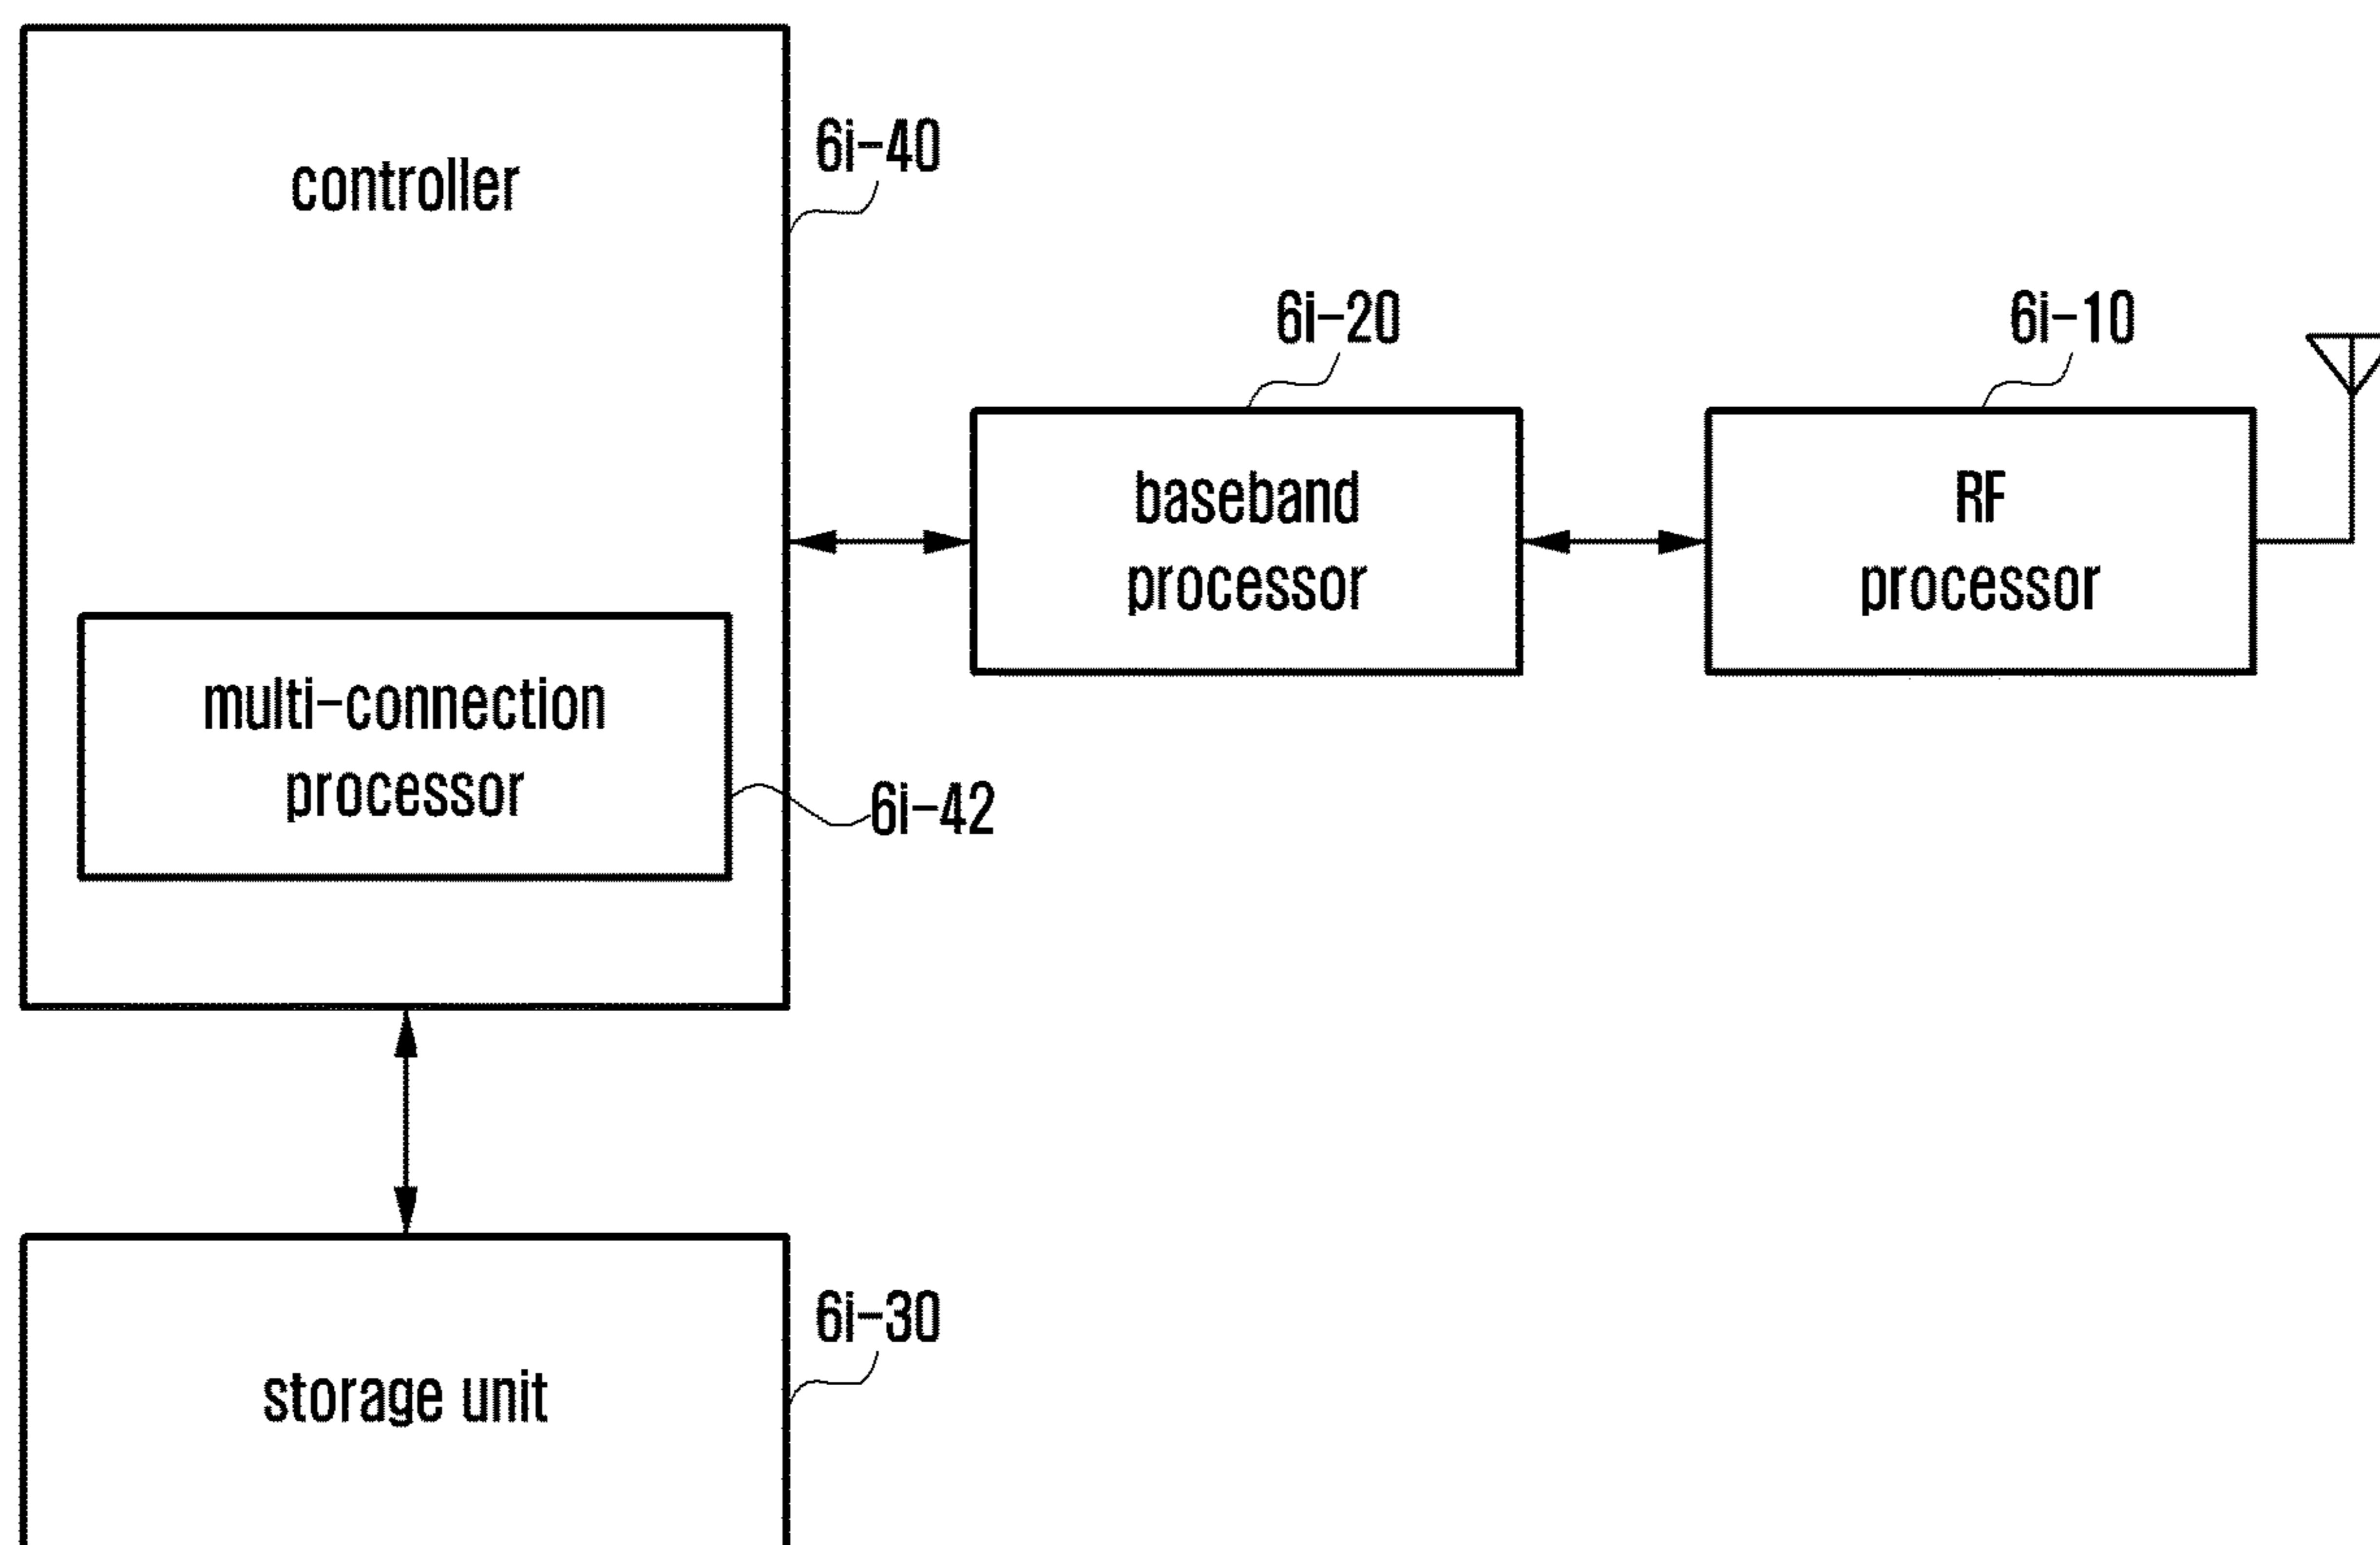 controller
6i-40
6i-20
6i-10
baseband
processor
RF
processor
multi-connection
processor
6i-42
6i-30
storage unit